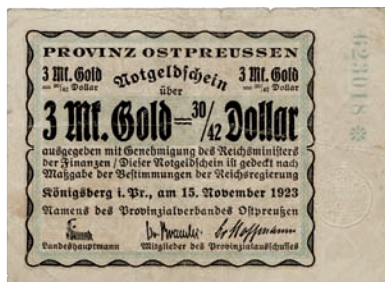 PROVINZ OSTPREUSSEN
3 Mk. Gold
= 30/42 Dollar
Notgeldschein
über
3 Mk. Gold
= 30/42 Dollar
3 Mk. Gold = 30/42 Dollar
ausgegeben mit Genehmigung des Reichsministers
der Finanzen / Dieser Notgeldschein ist gedeckt nach
Maßgabe der Bestimmungen der Reichsregierung
Königsberg i. Pr., am 15. November 1923
Namens des Provinzialverbandes Ostpreußen
Landeshauptmann
Mitglieder des Provinzialausschusses